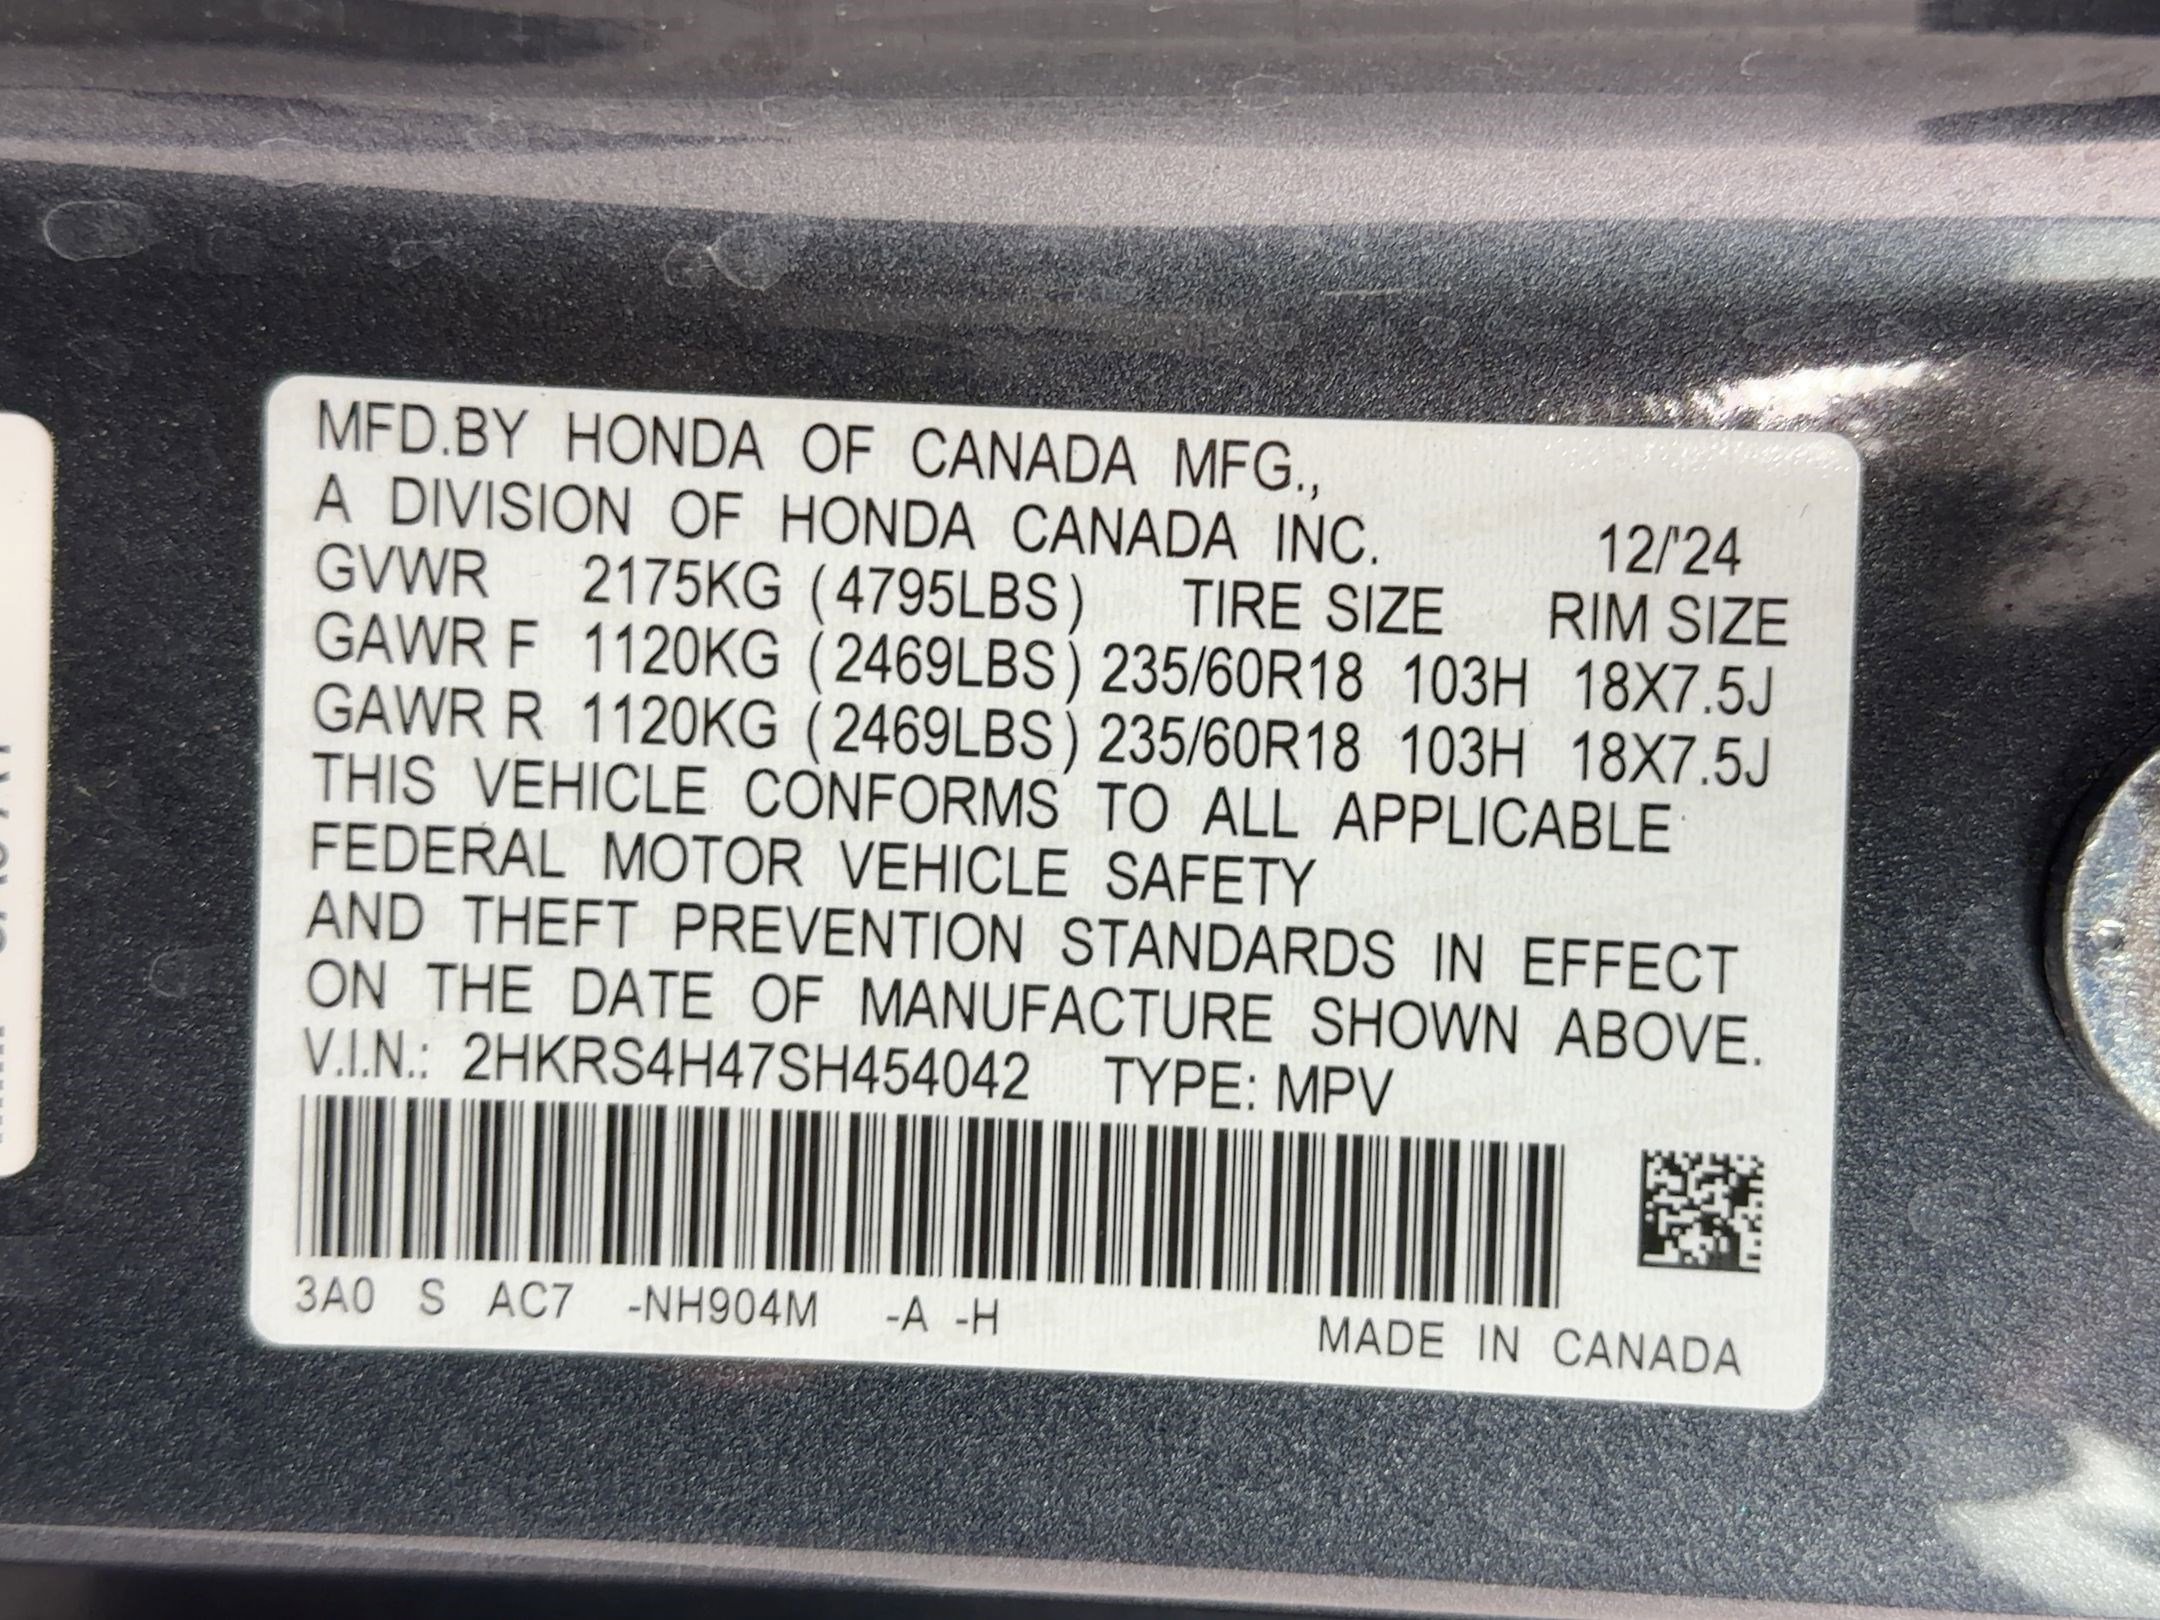 MFD.BY HONDA OF CANADA MFG.,
A DIVISION OF HONDA CANADA INC. 12/'24
GVWR 2175KG (4795LBS) TIRE SIZE RIM SIZE
GAWR F 1120KG (2469LBS) 235/60R18 103H 18X7.5J
GAWR R 1120KG (2469LBS) 235/60R18 103H 18X7.5J
THIS VEHICLE CONFORMS TO ALL APPLICABLE
FEDERAL MOTOR VEHICLE SAFETY
AND THEFT PREVENTION STANDARDS IN EFFECT
ON THE DATE OF MANUFACTURE SHOWN ABOVE.
V.I.N.: 2HKRS4H47SH454042 TYPE: MPV
3A0 S AC7 -NH904M -A -H
MADE IN CANADA